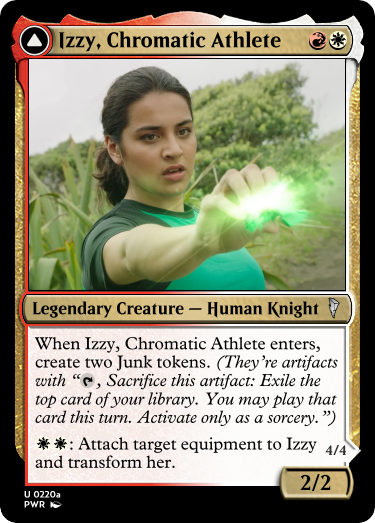 Izzy, Chromatic Athlete
Legendary Creature — Human Knight
When Izzy, Chromatic Athlete enters,
create two Junk tokens. (They're artifacts
with “, Sacrifice this artifact: Exile the
top card of your library. You may play that
card this turn. Activate only as a sorcery.”)
: Attach target equipment to Izzy
and transform her.
4/4
2/2
U 0220a
PWR